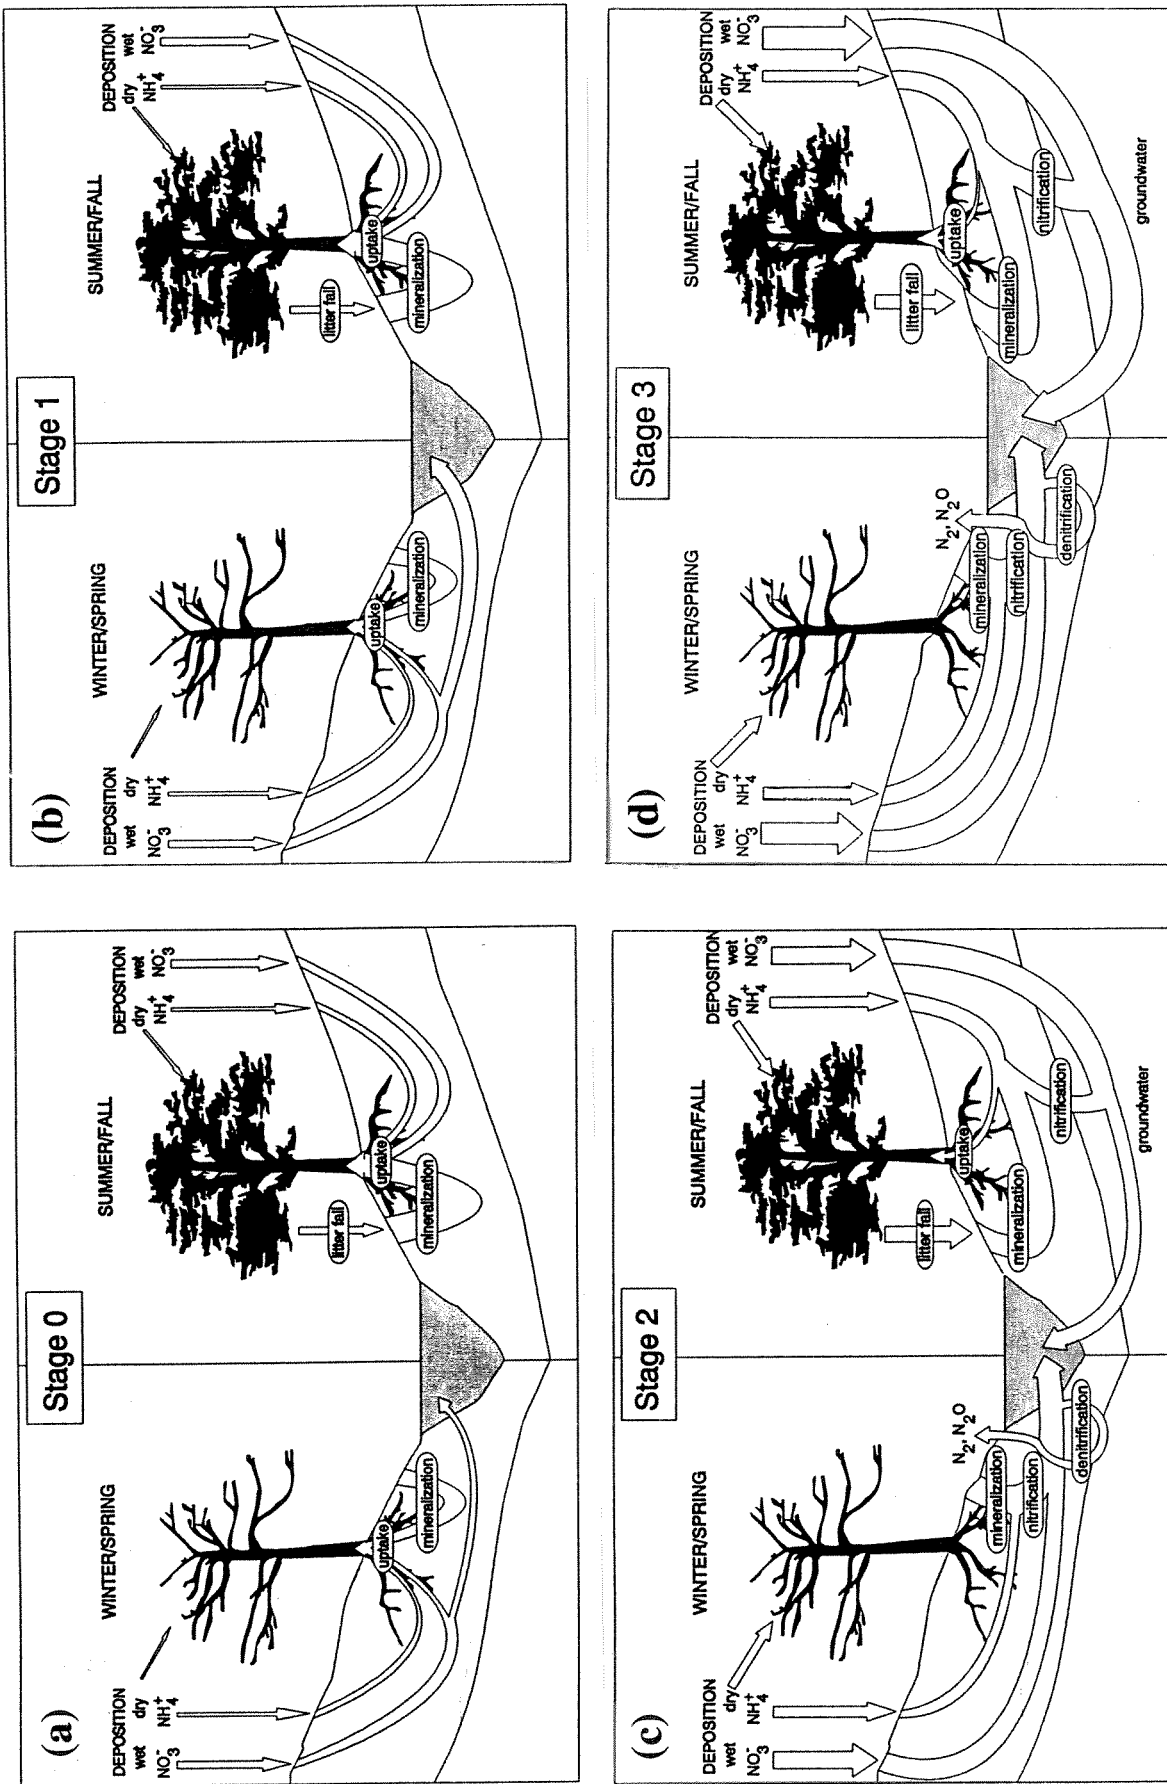 (a)
Stage 0
WINTER/SPRING
SUMMER/FALL
DEPOSITION
wet dry
NO₃⁻ NH₄⁺
DEPOSITION
dry wet
NH₄⁺ NO₃⁻
uptake
mineralization
litter fall
uptake
mineralization
(b)
Stage 1
WINTER/SPRING
SUMMER/FALL
DEPOSITION
wet dry
NO₃⁻ NH₄⁺
DEPOSITION
dry wet
NH₄⁺ NO₃⁻
uptake
mineralization
litter fall
uptake
mineralization
(c)
Stage 2
WINTER/SPRING
SUMMER/FALL
DEPOSITION
wet dry
NO₃⁻ NH₄⁺
DEPOSITION
dry wet
NH₄⁺ NO₃⁻
N₂, N₂O
mineralization
nitrification
denitrification
litter fall
uptake
mineralization
nitrification
groundwater
(d)
Stage 3
WINTER/SPRING
SUMMER/FALL
DEPOSITION
wet dry
NO₃⁻ NH₄⁺
DEPOSITION
dry wet
NH₄⁺ NO₃⁻
N₂, N₂O
mineralization
nitrification
denitrification
litter fall
uptake
mineralization
nitrification
groundwater